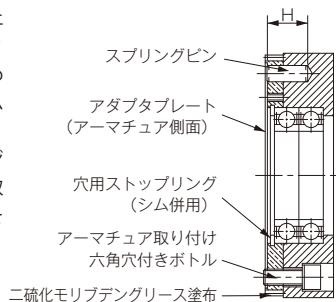 H
スプリングピン
アダプタプレート
（アーマチュア側面）
穴用ストップリング
（シム併用）
アーマチュア取り付け
六角穴付きボトル
二硫化モリブデングリース塗布